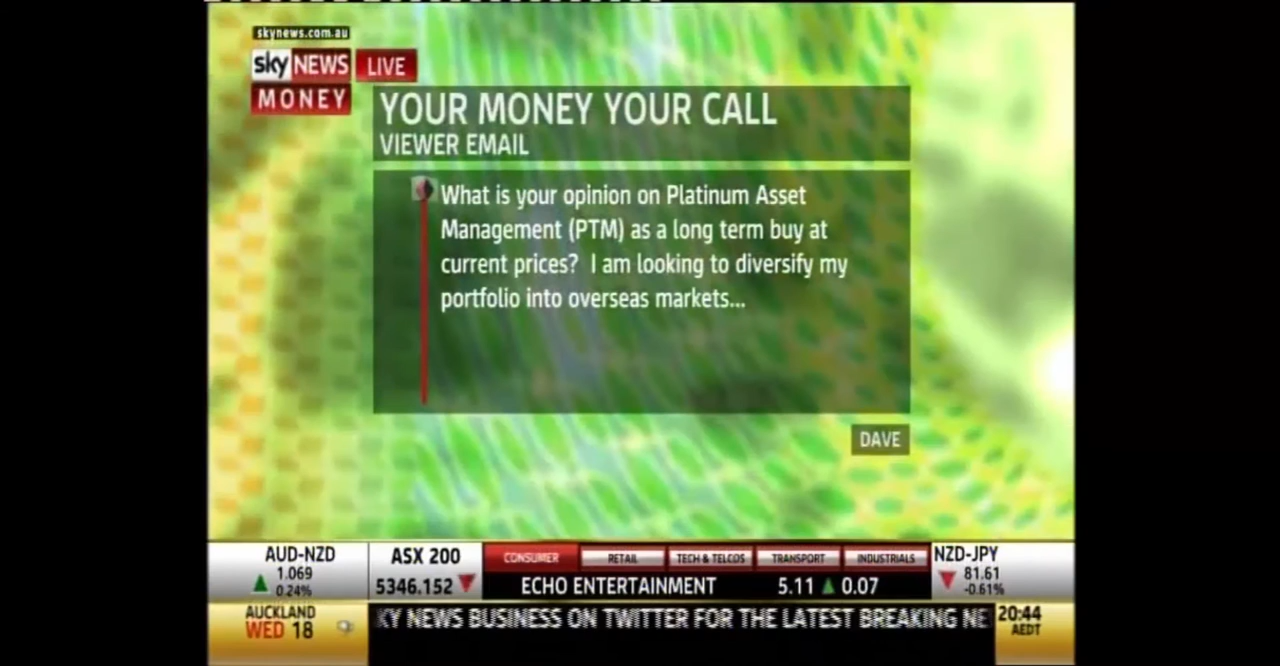 skynews.com.au
sky NEWS LIVE
MONEY
YOUR MONEY YOUR CALL
VIEWER EMAIL
What is your opinion on Platinum Asset
Management (PTM) as a long term buy at
current prices? I am looking to diversify my
portfolio into overseas markets...
DAVE
AUD-NZD
1.069
0.24%
ASX 200
5346.152
CONSUMER RETAIL TECH & TELCOS TRANSPORT INDUSTRIALS
ECHO ENTERTAINMENT 5.11 0.07
NZD-JPY
81.61
-0.61%
AUCKLAND
WED 18
KY NEWS BUSINESS ON TWITTER FOR THE LATEST BREAKING NE
20:44
AEDT